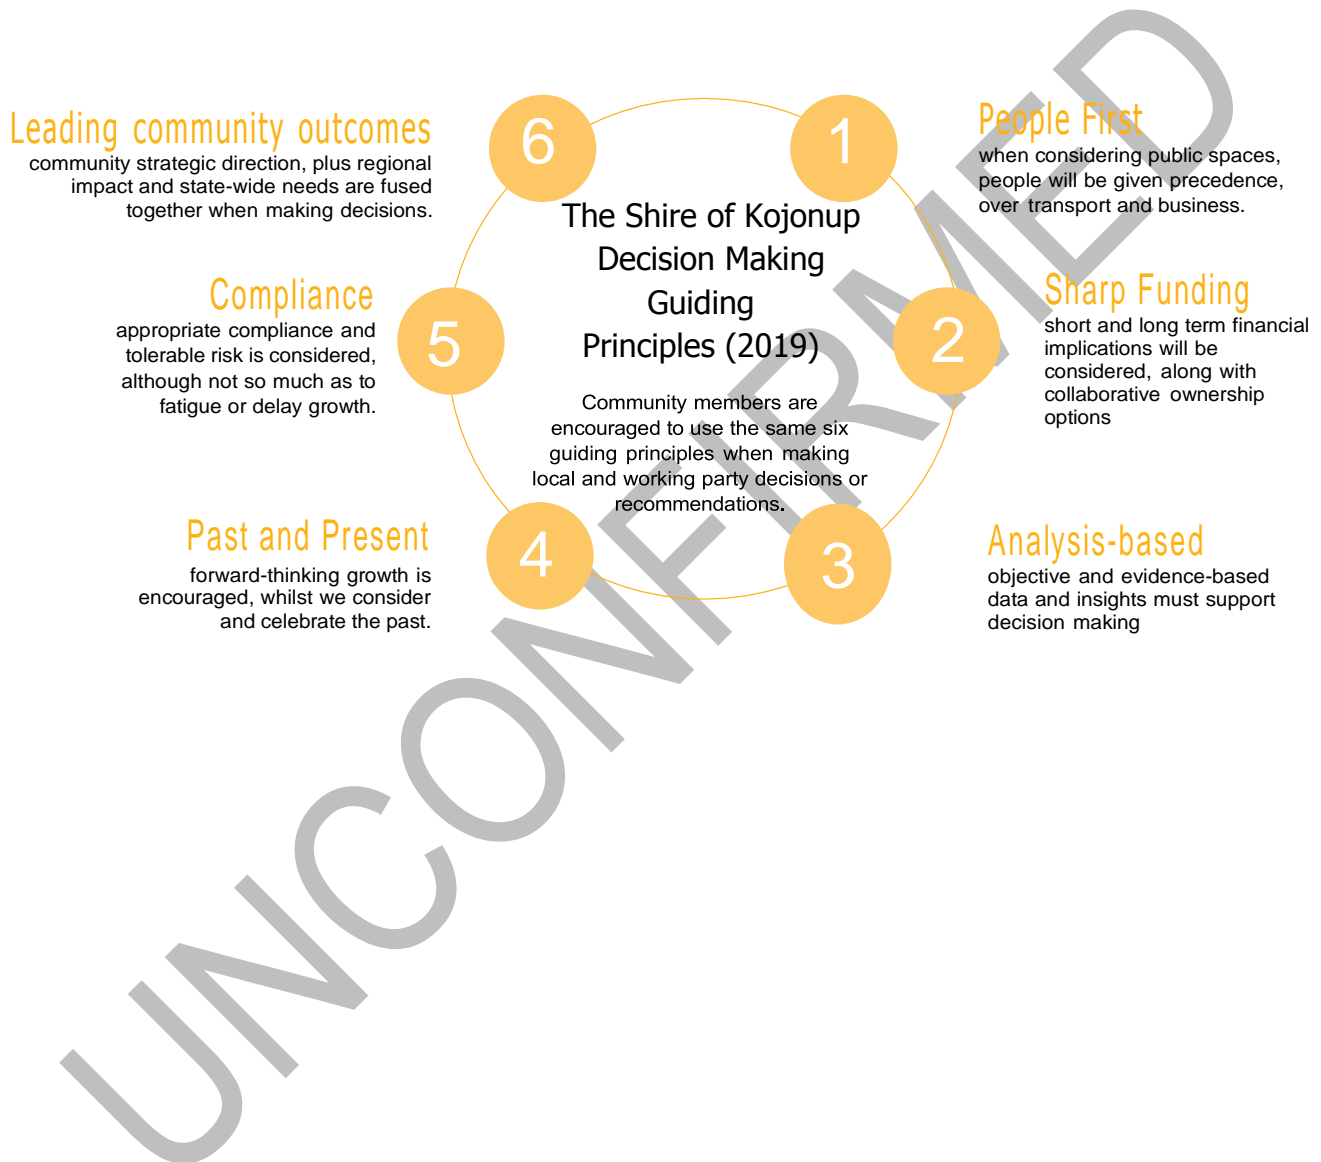 The Shire of Kojonup
Decision Making
Guiding
Principles (2019)
Community members are
encouraged to use the same six
guiding principles when making
local and working party decisions or
recommendations.
1
People First
when considering public spaces,
people will be given precedence,
over transport and business.
2
Sharp Funding
short and long term financial
implications will be
considered, along with
collaborative ownership
options
3
Analysis-based
objective and evidence-based
data and insights must support
decision making
4
Past and Present
forward-thinking growth is
encouraged, whilst we consider
and celebrate the past.
5
Compliance
appropriate compliance and
tolerable risk is considered,
although not so much as to
fatigue or delay growth.
6
Leading community outcomes
community strategic direction, plus regional
impact and state-wide needs are fused
together when making decisions.
UNCONFIRMED